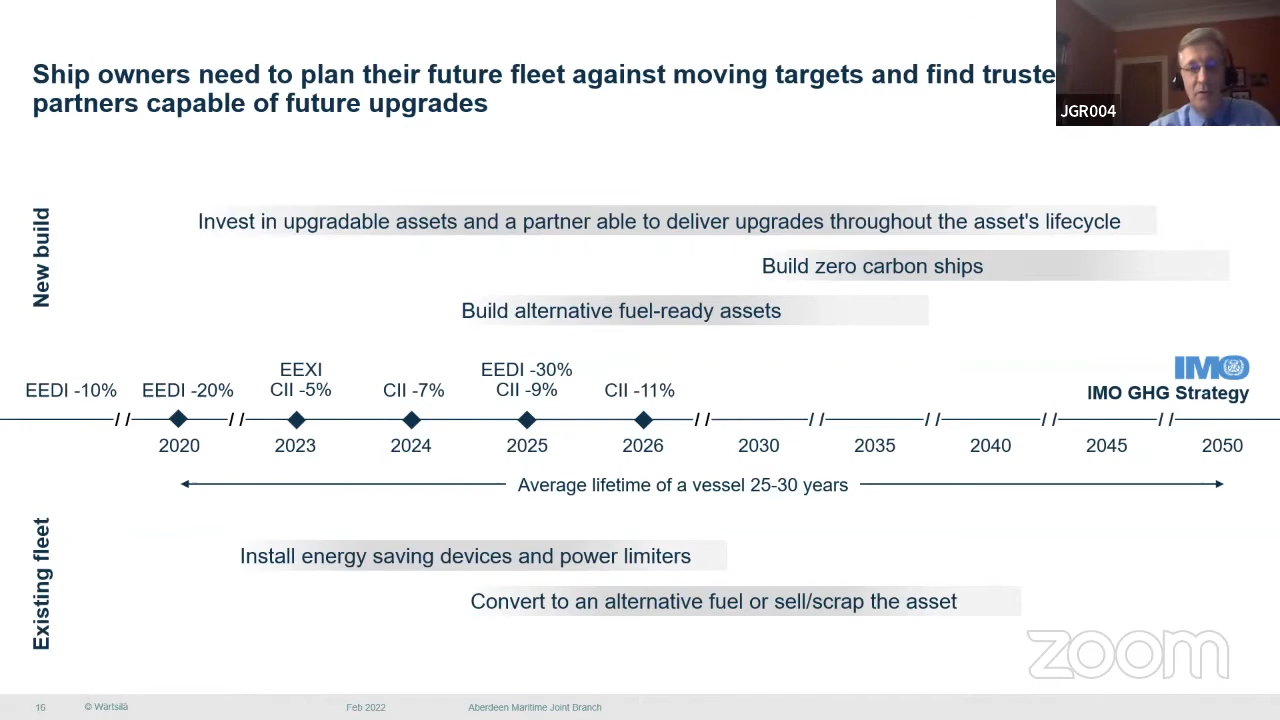 Ship owners need to plan their future fleet against moving targets and find truste
partners capable of future upgrades
JGR004
New build
Invest in upgradable assets and a partner able to deliver upgrades throughout the asset's lifecycle
Build zero carbon ships
Build alternative fuel-ready assets
EEDI -10%
EEDI -20%
EEXI
CII -5%
CII -7%
EEDI -30%
CII -9%
CII -11%
IMO
IMO GHG Strategy
2020
2023
2024
2025
2026
2030
2035
2040
2045
2050
Average lifetime of a vessel 25-30 years
Existing fleet
Install energy saving devices and power limiters
Convert to an alternative fuel or sell/scrap the asset
zoom
16
© Wärtsilä
Feb 2022
Aberdeen Maritime Joint Branch